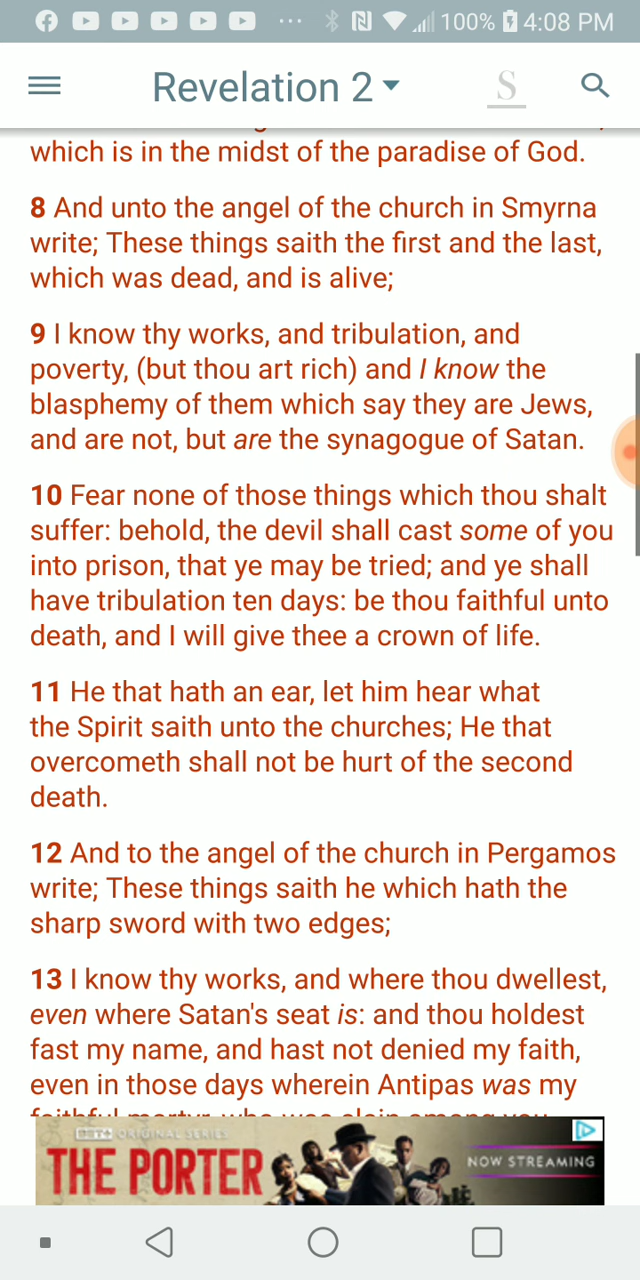 100% 4:08 PM
Revelation 2
S
which is in the midst of the paradise of God.
8 And unto the angel of the church in Smyrna
write; These things saith the first and the last,
which was dead, and is alive;
9 I know thy works, and tribulation, and
poverty, (but thou art rich) and I know the
blasphemy of them which say they are Jews,
and are not, but are the synagogue of Satan.
10 Fear none of those things which thou shalt
suffer: behold, the devil shall cast some of you
into prison, that ye may be tried; and ye shall
have tribulation ten days: be thou faithful unto
death, and I will give thee a crown of life.
11 He that hath an ear, let him hear what
the Spirit saith unto the churches; He that
overcometh shall not be hurt of the second
death.
12 And to the angel of the church in Pergamos
write; These things saith he which hath the
sharp sword with two edges;
13 I know thy works, and where thou dwellest,
even where Satan's seat is: and thou holdest
fast my name, and hast not denied my faith,
even in those days wherein Antipas was my
faithful martyr, who was slain among you,
BET+ ORIGINAL SERIES
THE PORTER
NOW STREAMING